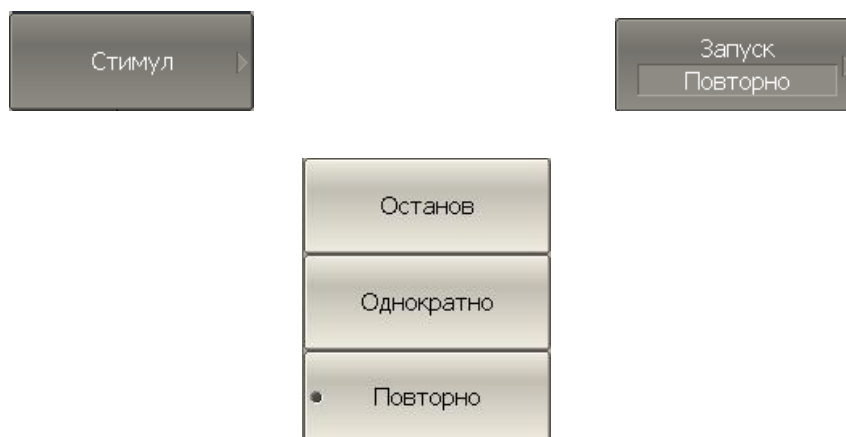 Стимул
Запуск
Повторно
Останов
Однократно
Повторно